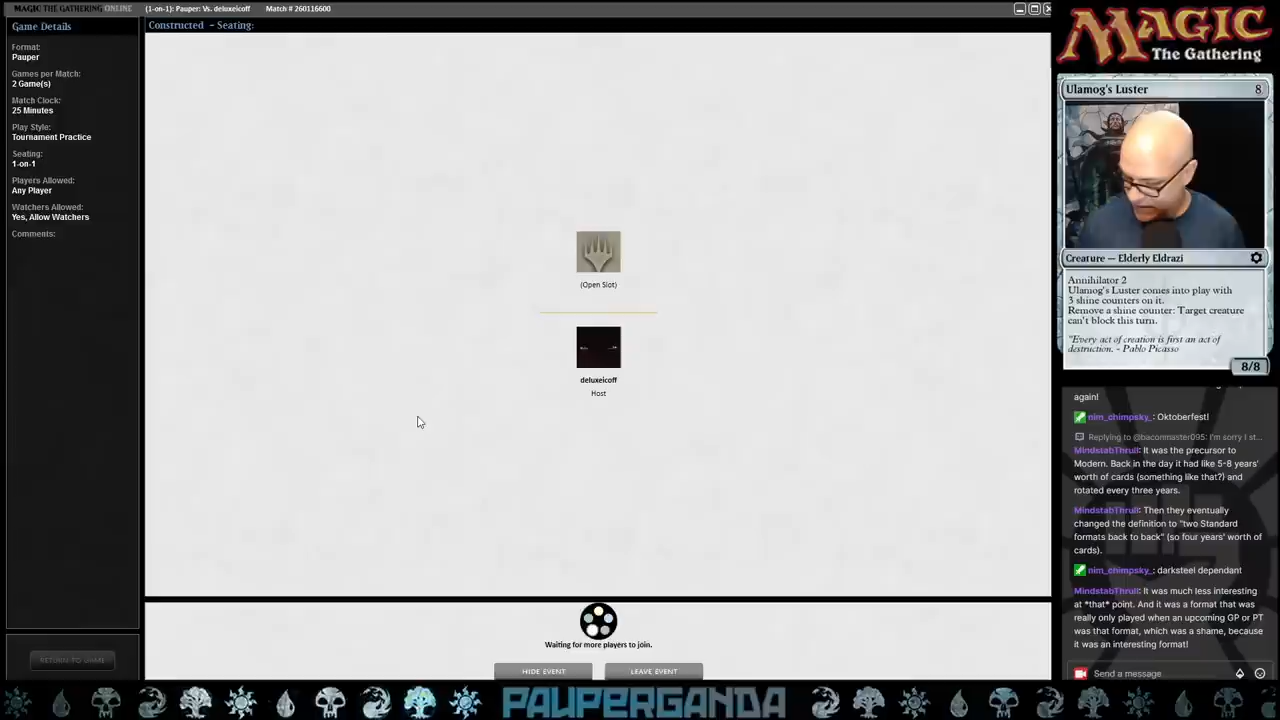 MAGIC THE GATHERING ONLINE (1-on-1): Pauper: Vs. deluxeicoff Match # 260116600
Game Details
Constructed - Seating:
Format:
Pauper
Games per Match:
2 Game(s)
Match Clock:
25 Minutes
Play Style:
Tournament Practice
Seating:
1-on-1
Players Allowed:
Any Player
Watchers Allowed:
Yes, Allow Watchers
Comments:
RETURN TO GAME
(Open Slot)
deluxeicoff
Host
Waiting for more players to join.
HIDE EVENT LEAVE EVENT
MAGIC
The Gathering
Ulamog's Luster 8
Creature — Elderly Eldrazi
Annihilator 2
Ulamog's Luster comes into play with
3 shine counters on it.
Remove a shine counter: Target creature
can't block this turn.
"Every act of creation is first an act of
destruction. - Pablo Picasso
8/8
again!
nim_chimpsky_: Oktoberfest!
Replying to @baconmaster095: I'm sorry I st...
MindstabThrull: It was the precursor to
Modern. Back in the day it had like 5-8 years'
worth of cards (something like that?) and
rotated every three years.
MindstabThrull: Then they eventually
changed the definition to "two Standard
formats back to back" (so four years' worth of
cards).
nim_chimpsky_: darksteel dependant
MindstabThrull: It was much less interesting
at *that* point. And it was a format that was
really only played when an upcoming GP or PT
was that format, which was a shame, because
it was an interesting format!
Send a message
PAUPERGANDA